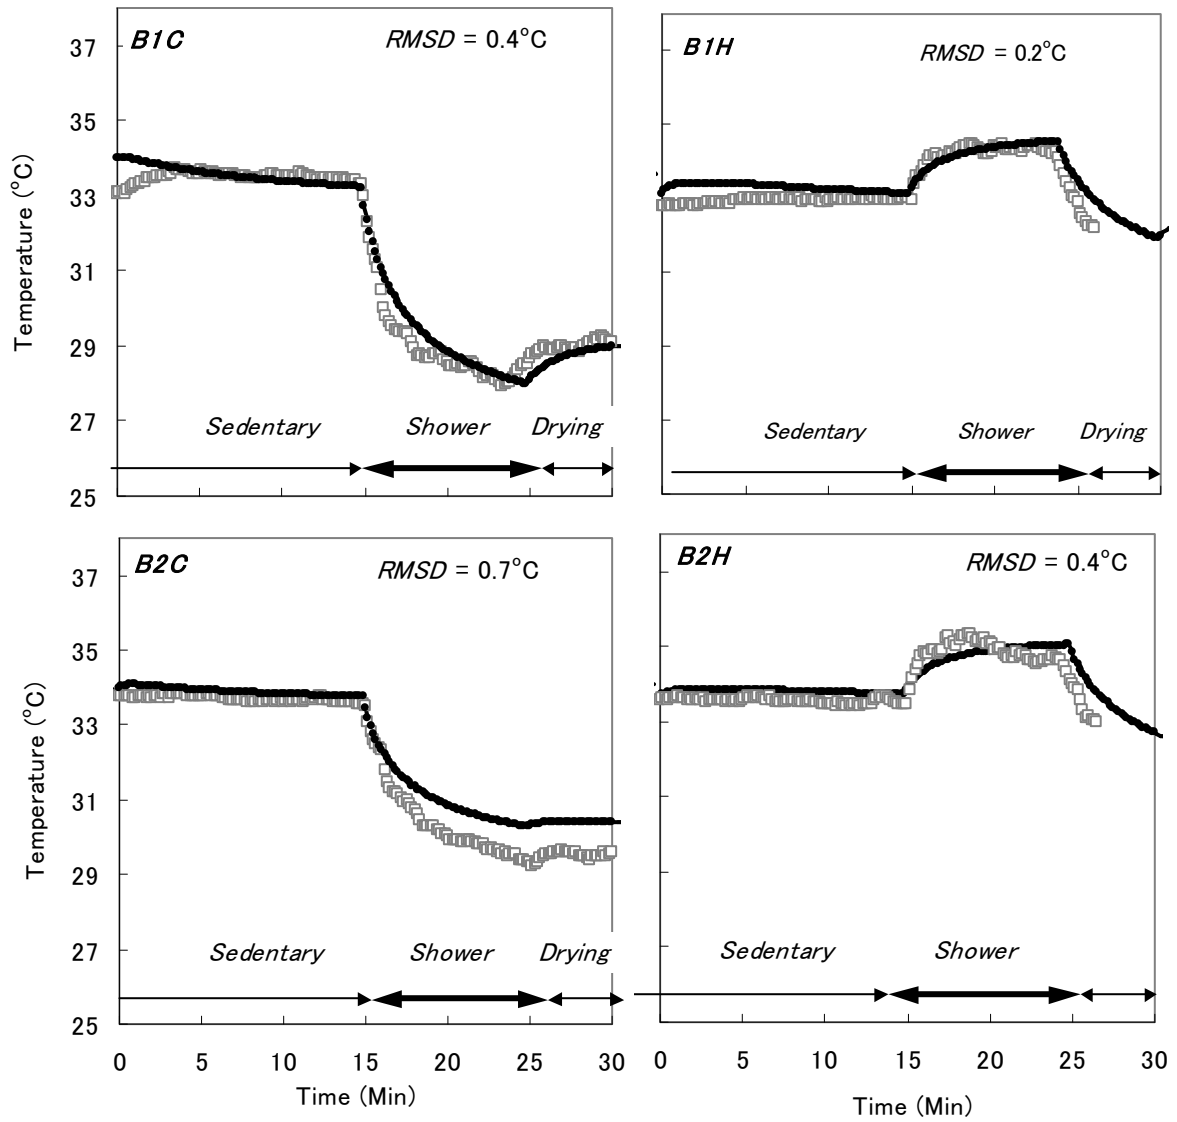 B1C
RMSD = 0.4°C
37
35
33
31
29
27
25
Temperature (°C)
Sedentary
Shower
Drying
B1H
RMSD = 0.2°C
Sedentary
Shower
Drying
B2C
RMSD = 0.7°C
37
35
33
31
29
27
25
Temperature (°C)
Sedentary
Shower
Drying
0 5 10 15 20 25 30
Time (Min)
B2H
RMSD = 0.4°C
Sedentary
Shower
0 5 10 15 20 25 30
Time (Min)